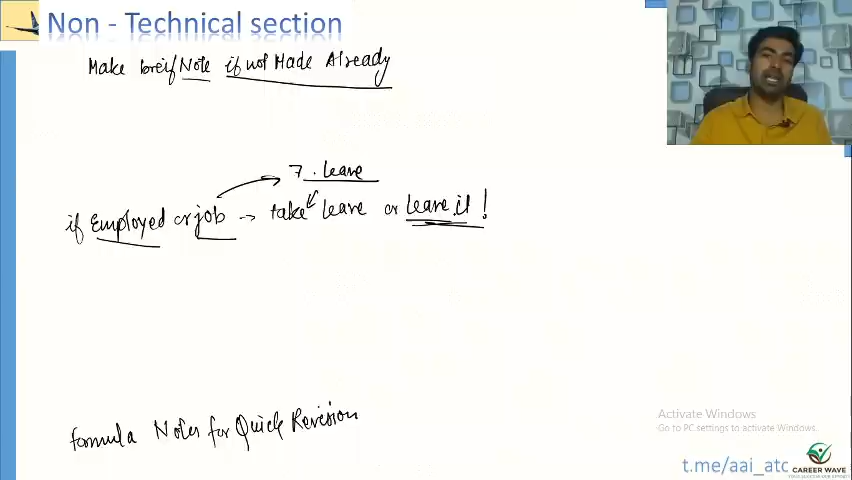 Non - Technical section
Make breif Note if not Made Already
7. leave
if Employed or job -> take leave or leave it!
formula Notes for Quick Revision
Activate Windows
Go to PC settings to activate Windows.
t.me/aai_atc
CAREER WAVE